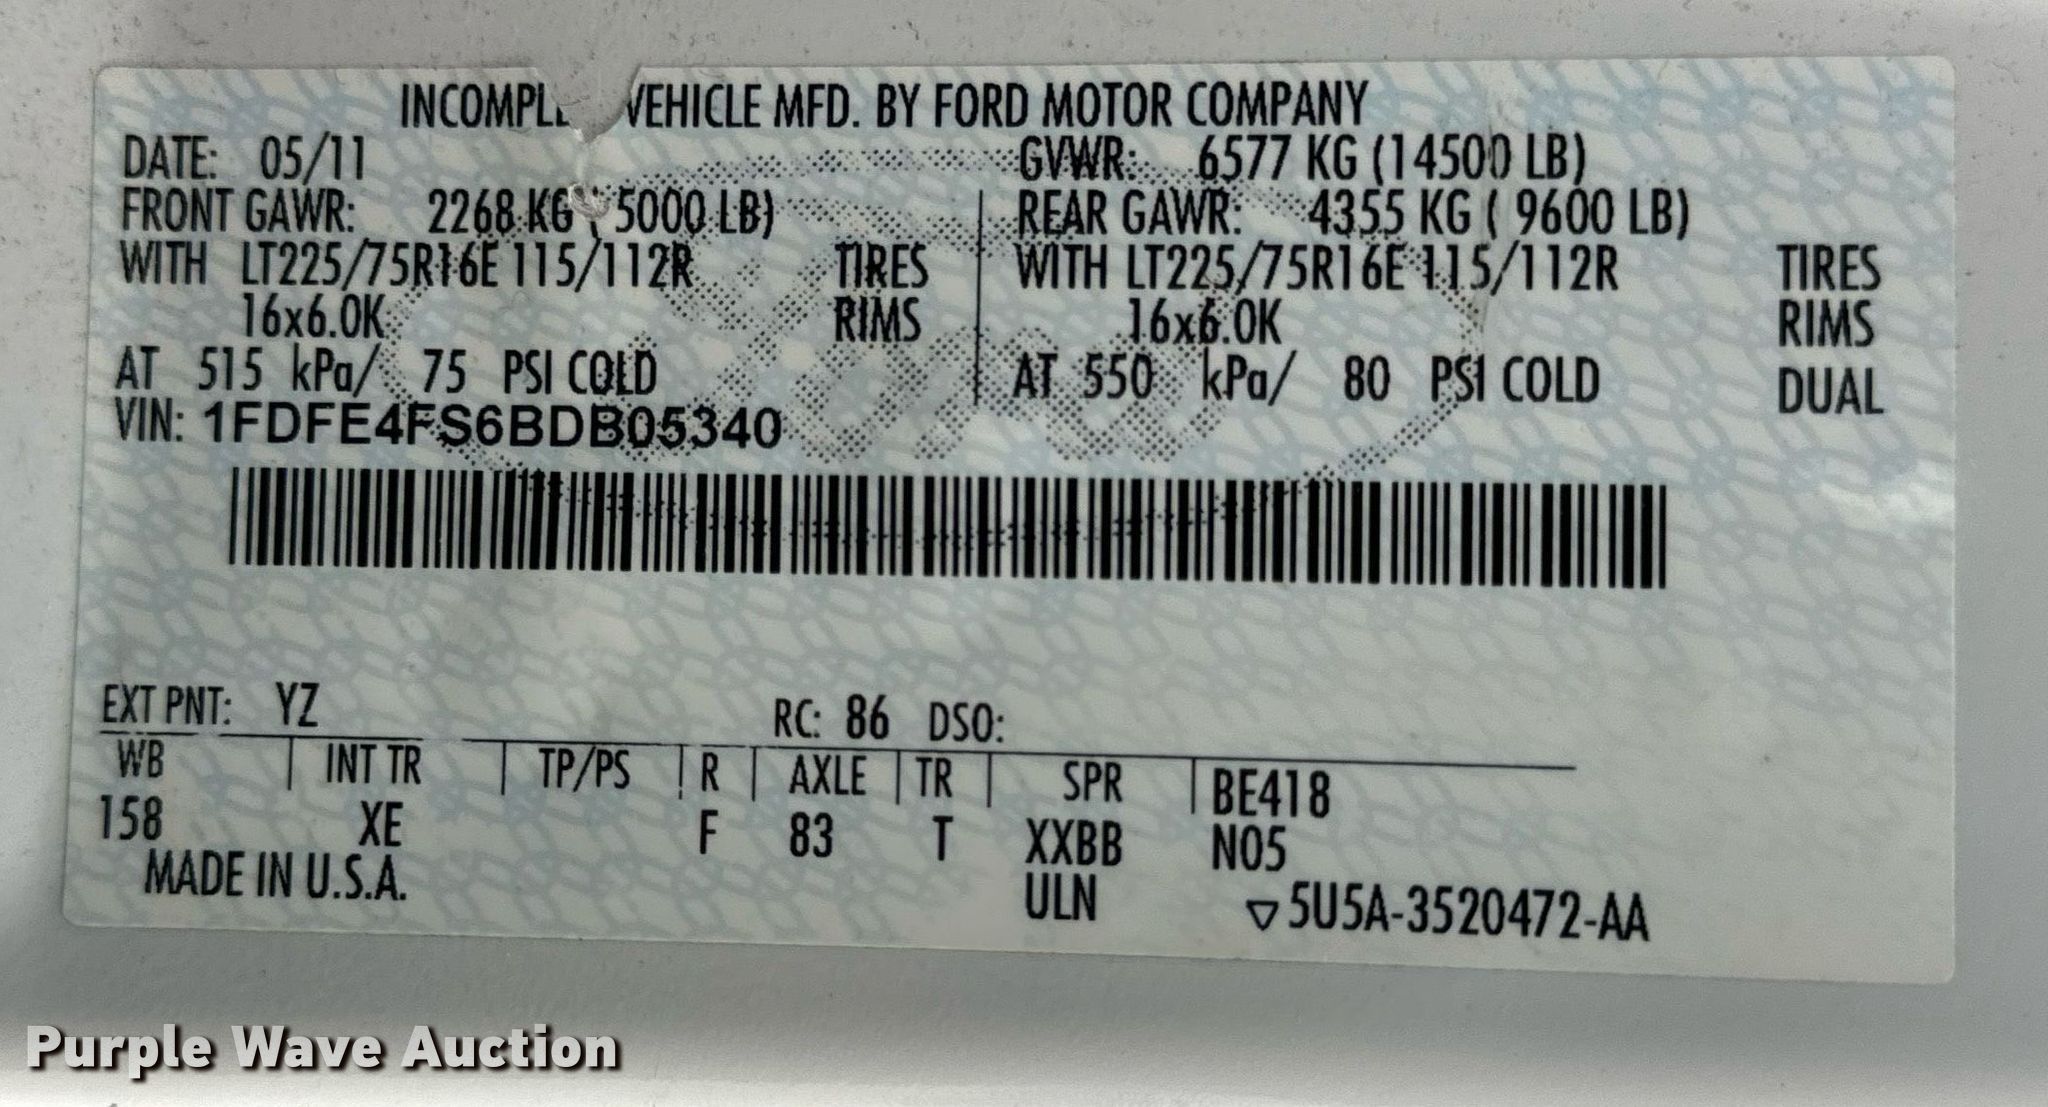 INCOMPL VEHICLE MFD. BY FORD MOTOR COMPANY
DATE: 05/11 GVWR: 6577 KG (14500 LB)
FRONT GAWR: 2268 KG ( 5000 LB) REAR GAWR: 4355 KG ( 9600 LB)
WITH LT225/75R16E 115/112R TIRES WITH LT225/75R16E 115/112R TIRES
16x6.0K RIMS 16x6.0K RIMS
AT 515 kPa/ 75 PSI COLD AT 550 kPa/ 80 PSI COLD DUAL
VIN: 1FDFE4FS6BDB05340
EXT PNT: YZ RC: 86 DSO:
WB INT TR TP/PS R AXLE TR SPR BE418
158 XE F 83 T XXBB N05
MADE IN U.S.A. ULN ▽5U5A-3520472-AA
Purple Wave Auction